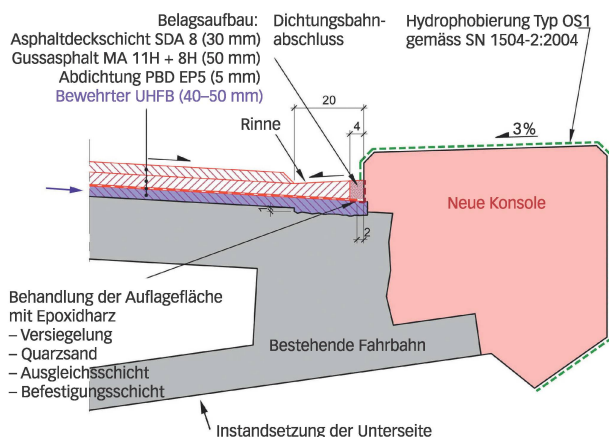 Belagsaufbau:
Asphaltdeckschicht SDA 8 (30 mm)
Gussasphalt MA 11H + 8H (50 mm)
Abdichtung PBD EP5 (5 mm)
Bewehrter UHFB (40–50 mm)
Dichtungsbahn-
abschluss
Hydrophobierung Typ OS1
gemäss SN 1504-2:2004
20
4
Rinne
3%
Neue Konsole
1
2
Behandlung der Auflagefläche
mit Epoxidharz
– Versiegelung
– Quarzsand
– Ausgleichsschicht
– Befestigungsschicht
Bestehende Fahrbahn
Instandsetzung der Unterseite